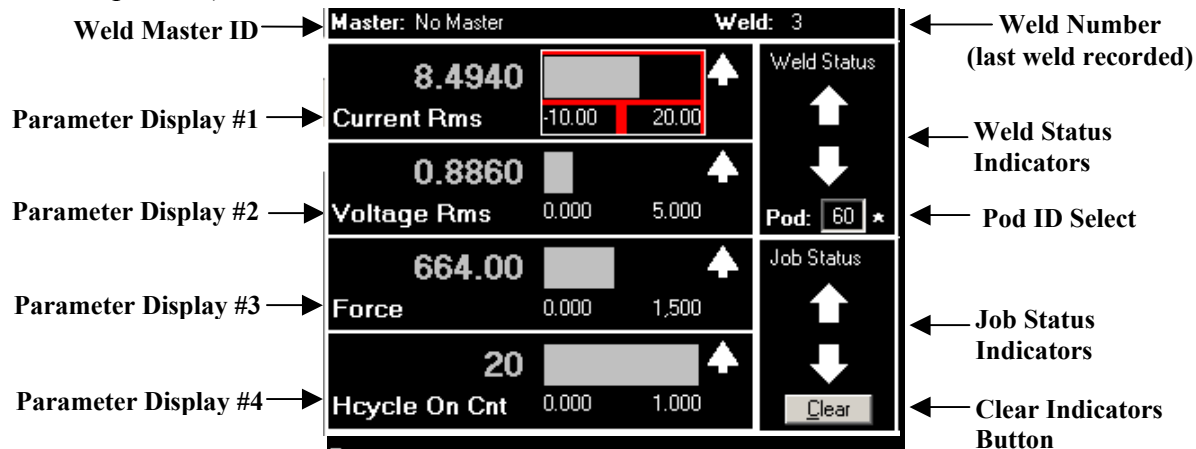 Weld Master ID
Master: No Master
Weld: 3
Weld Number
(last weld recorded)
8.4940
Parameter Display #1
Current Rms
-10.00
20.00
Weld Status
Weld Status
Indicators
0.8860
Parameter Display #2
Voltage Rms
0.000
5.000
Pod: 60 *
Pod ID Select
664.00
Parameter Display #3
Force
0.000
1,500
Job Status
Job Status
Indicators
20
Parameter Display #4
Hcycle On Cnt
0.000
1.000
Clear
Clear Indicators
Button